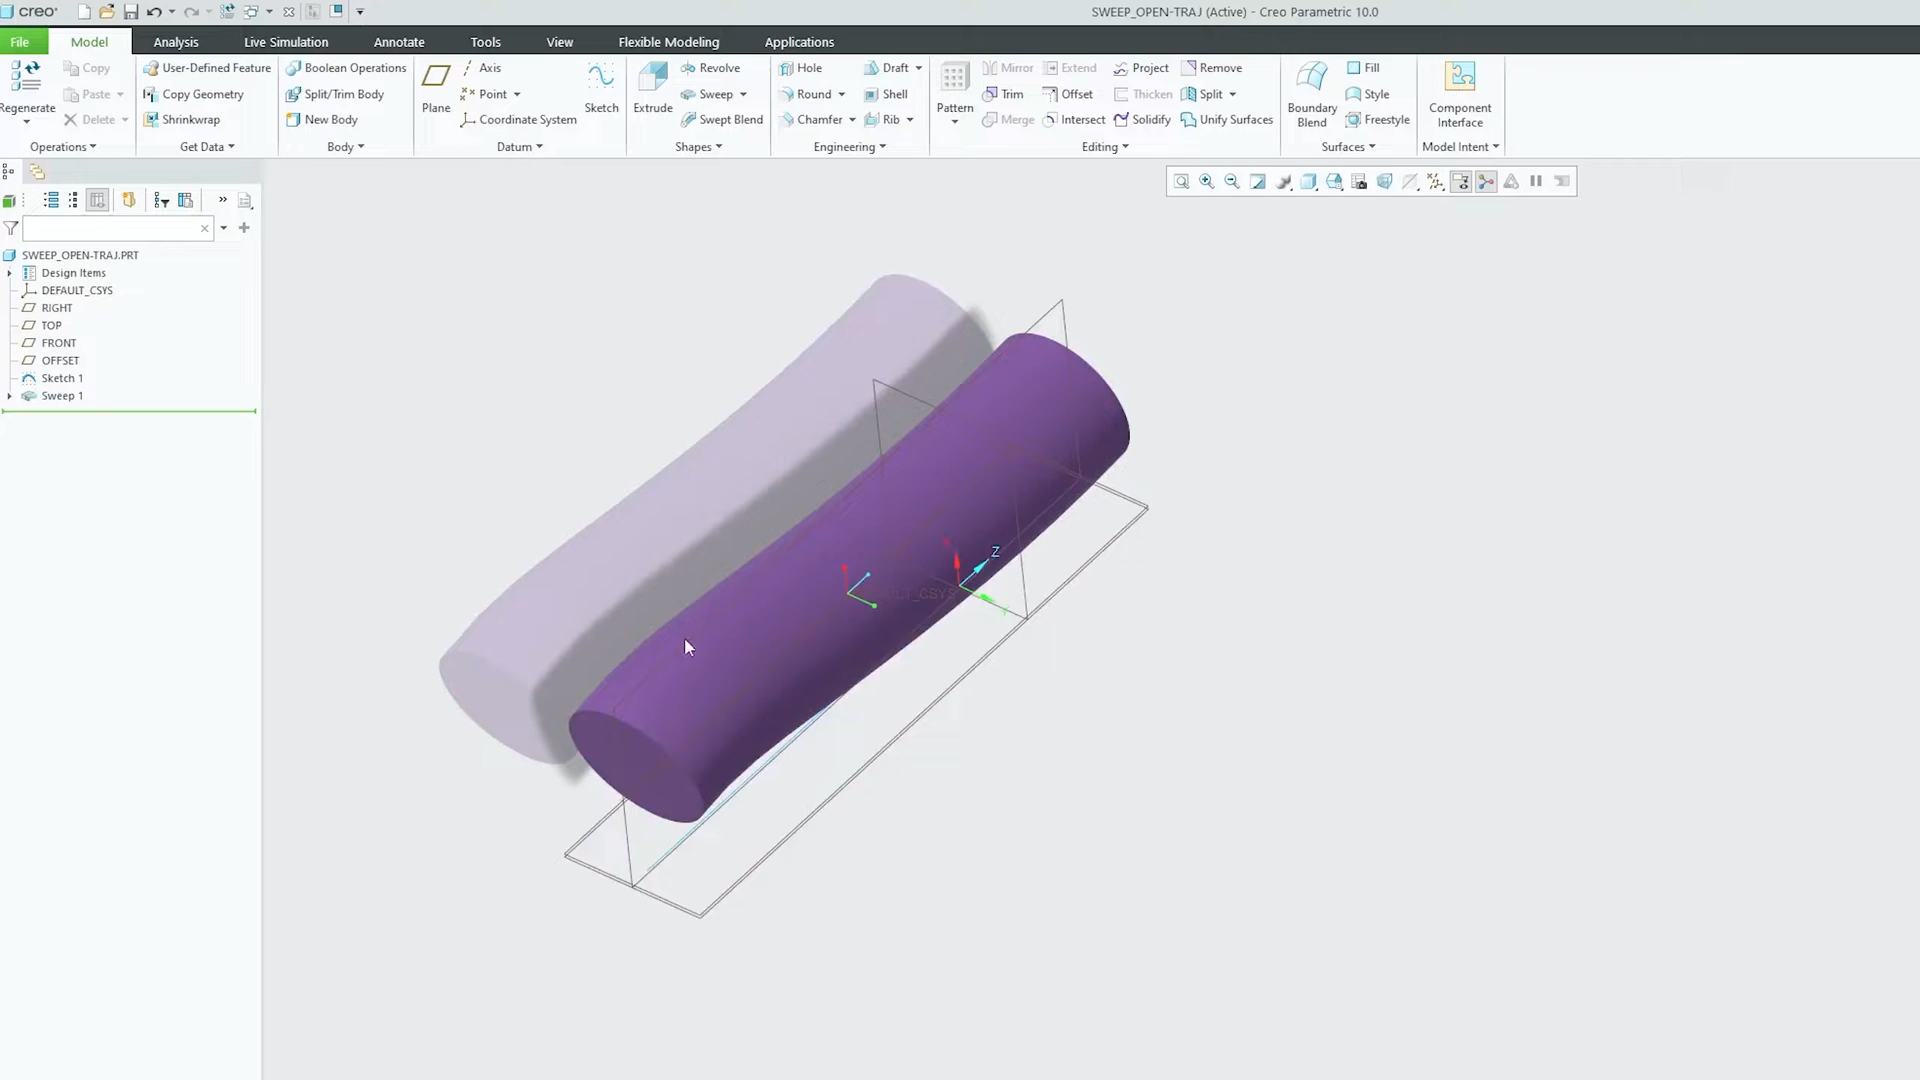 creo
SWEEP_OPEN-TRAJ (Active) - Creo Parametric 10.0
File Model Analysis Live Simulation Annotate Tools View Flexible Modeling Applications
Regenerate
Copy
Paste
Delete
Operations
User-Defined Feature
Copy Geometry
Shrinkwrap
Get Data
Boolean Operations
Split/Trim Body
New Body
Body
Plane
Axis
Point
Coordinate System
Sketch
Datum
Extrude
Revolve
Sweep
Swept Blend
Shapes
Hole
Round
Chamfer
Draft
Shell
Rib
Engineering
Pattern
Mirror
Trim
Merge
Extend
Offset
Intersect
Project
Thicken
Solidify
Remove
Split
Unify Surfaces
Editing
Boundary
Blend
Fill
Style
Freestyle
Surfaces
Component
Interface
Model Intent
SWEEP_OPEN-TRAJ.PRT
Design Items
DEFAULT_CSYS
RIGHT
TOP
FRONT
OFFSET
Sketch 1
Sweep 1
Z